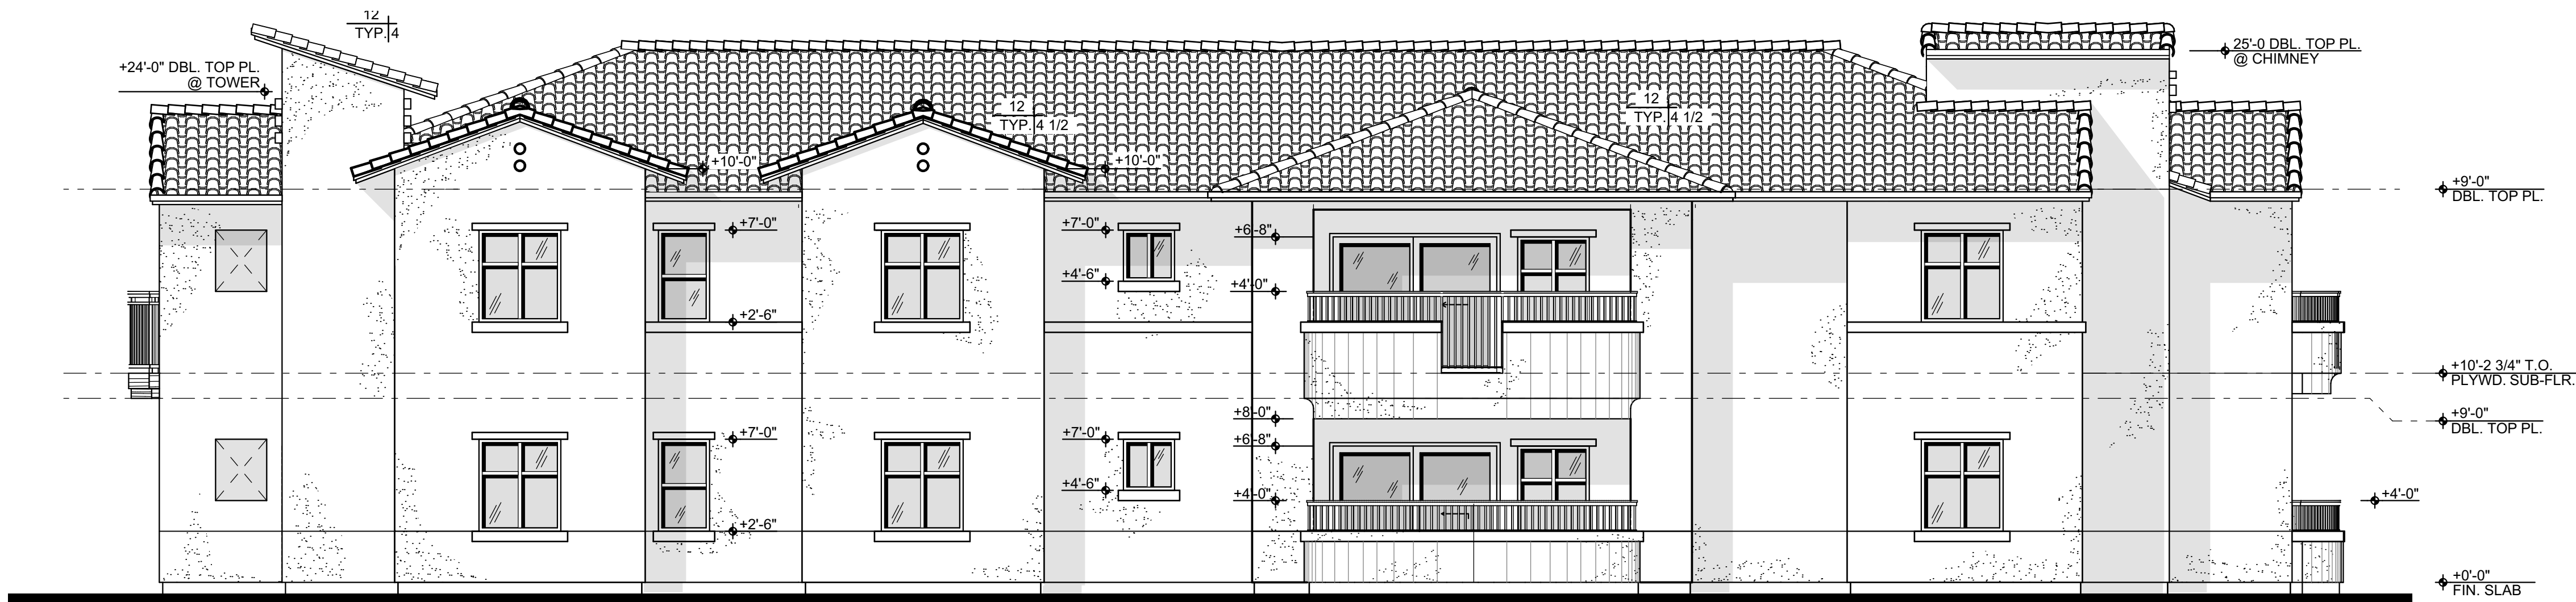 12
TYP. 4
+24'-0" DBL. TOP PL.
@ TOWER
25'-0 DBL. TOP PL.
@ CHIMNEY
12
TYP. 4 1/2
12
TYP. 4 1/2
+10'-0"
+10'-0"
+9'-0"
DBL. TOP PL.
+7'-0"
+7'-0"
+6'-8"
+4'-6"
+4'-0"
+2'-6"
+10'-2 3/4" T.O.
PLYWD. SUB-FLR.
+8'-0"
+9'-0"
DBL. TOP PL.
+7'-0"
+7'-0"
+6'-8"
+4'-6"
+4'-0"
+4'-0"
+2'-6"
+0'-0"
FIN. SLAB